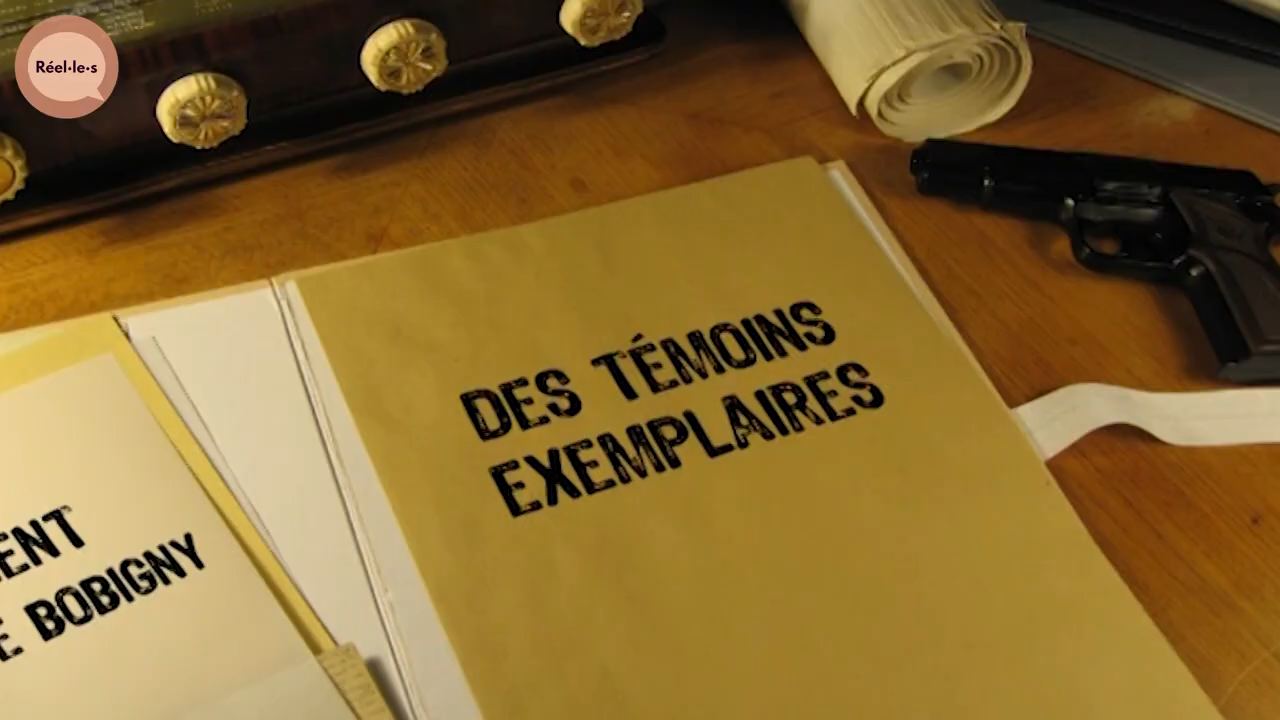 Réel·le·s
DES TÉMOINS
EXEMPLAIRES
ENT
E BOBIGNY